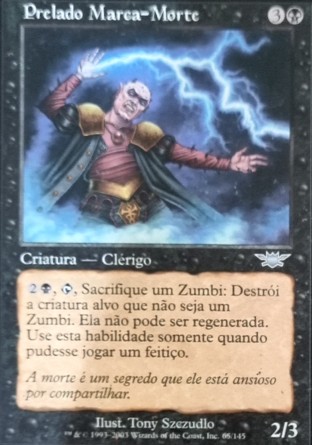 Prelado Marca-Morte 3
Criatura — Clérigo
2, , Sacrifique um Zumbi: Destrói
a criatura alvo que não seja um
Zumbi. Ela não pode ser regenerada.
Use esta habilidade somente quando
pudesse jogar um feitiço.
A morte é um segredo que ele está ansioso
por compartilhar.
Illust. Tony Szczudlo
2/3
™ & © 1993-2003 Wizards of the Coast, Inc. 66/145